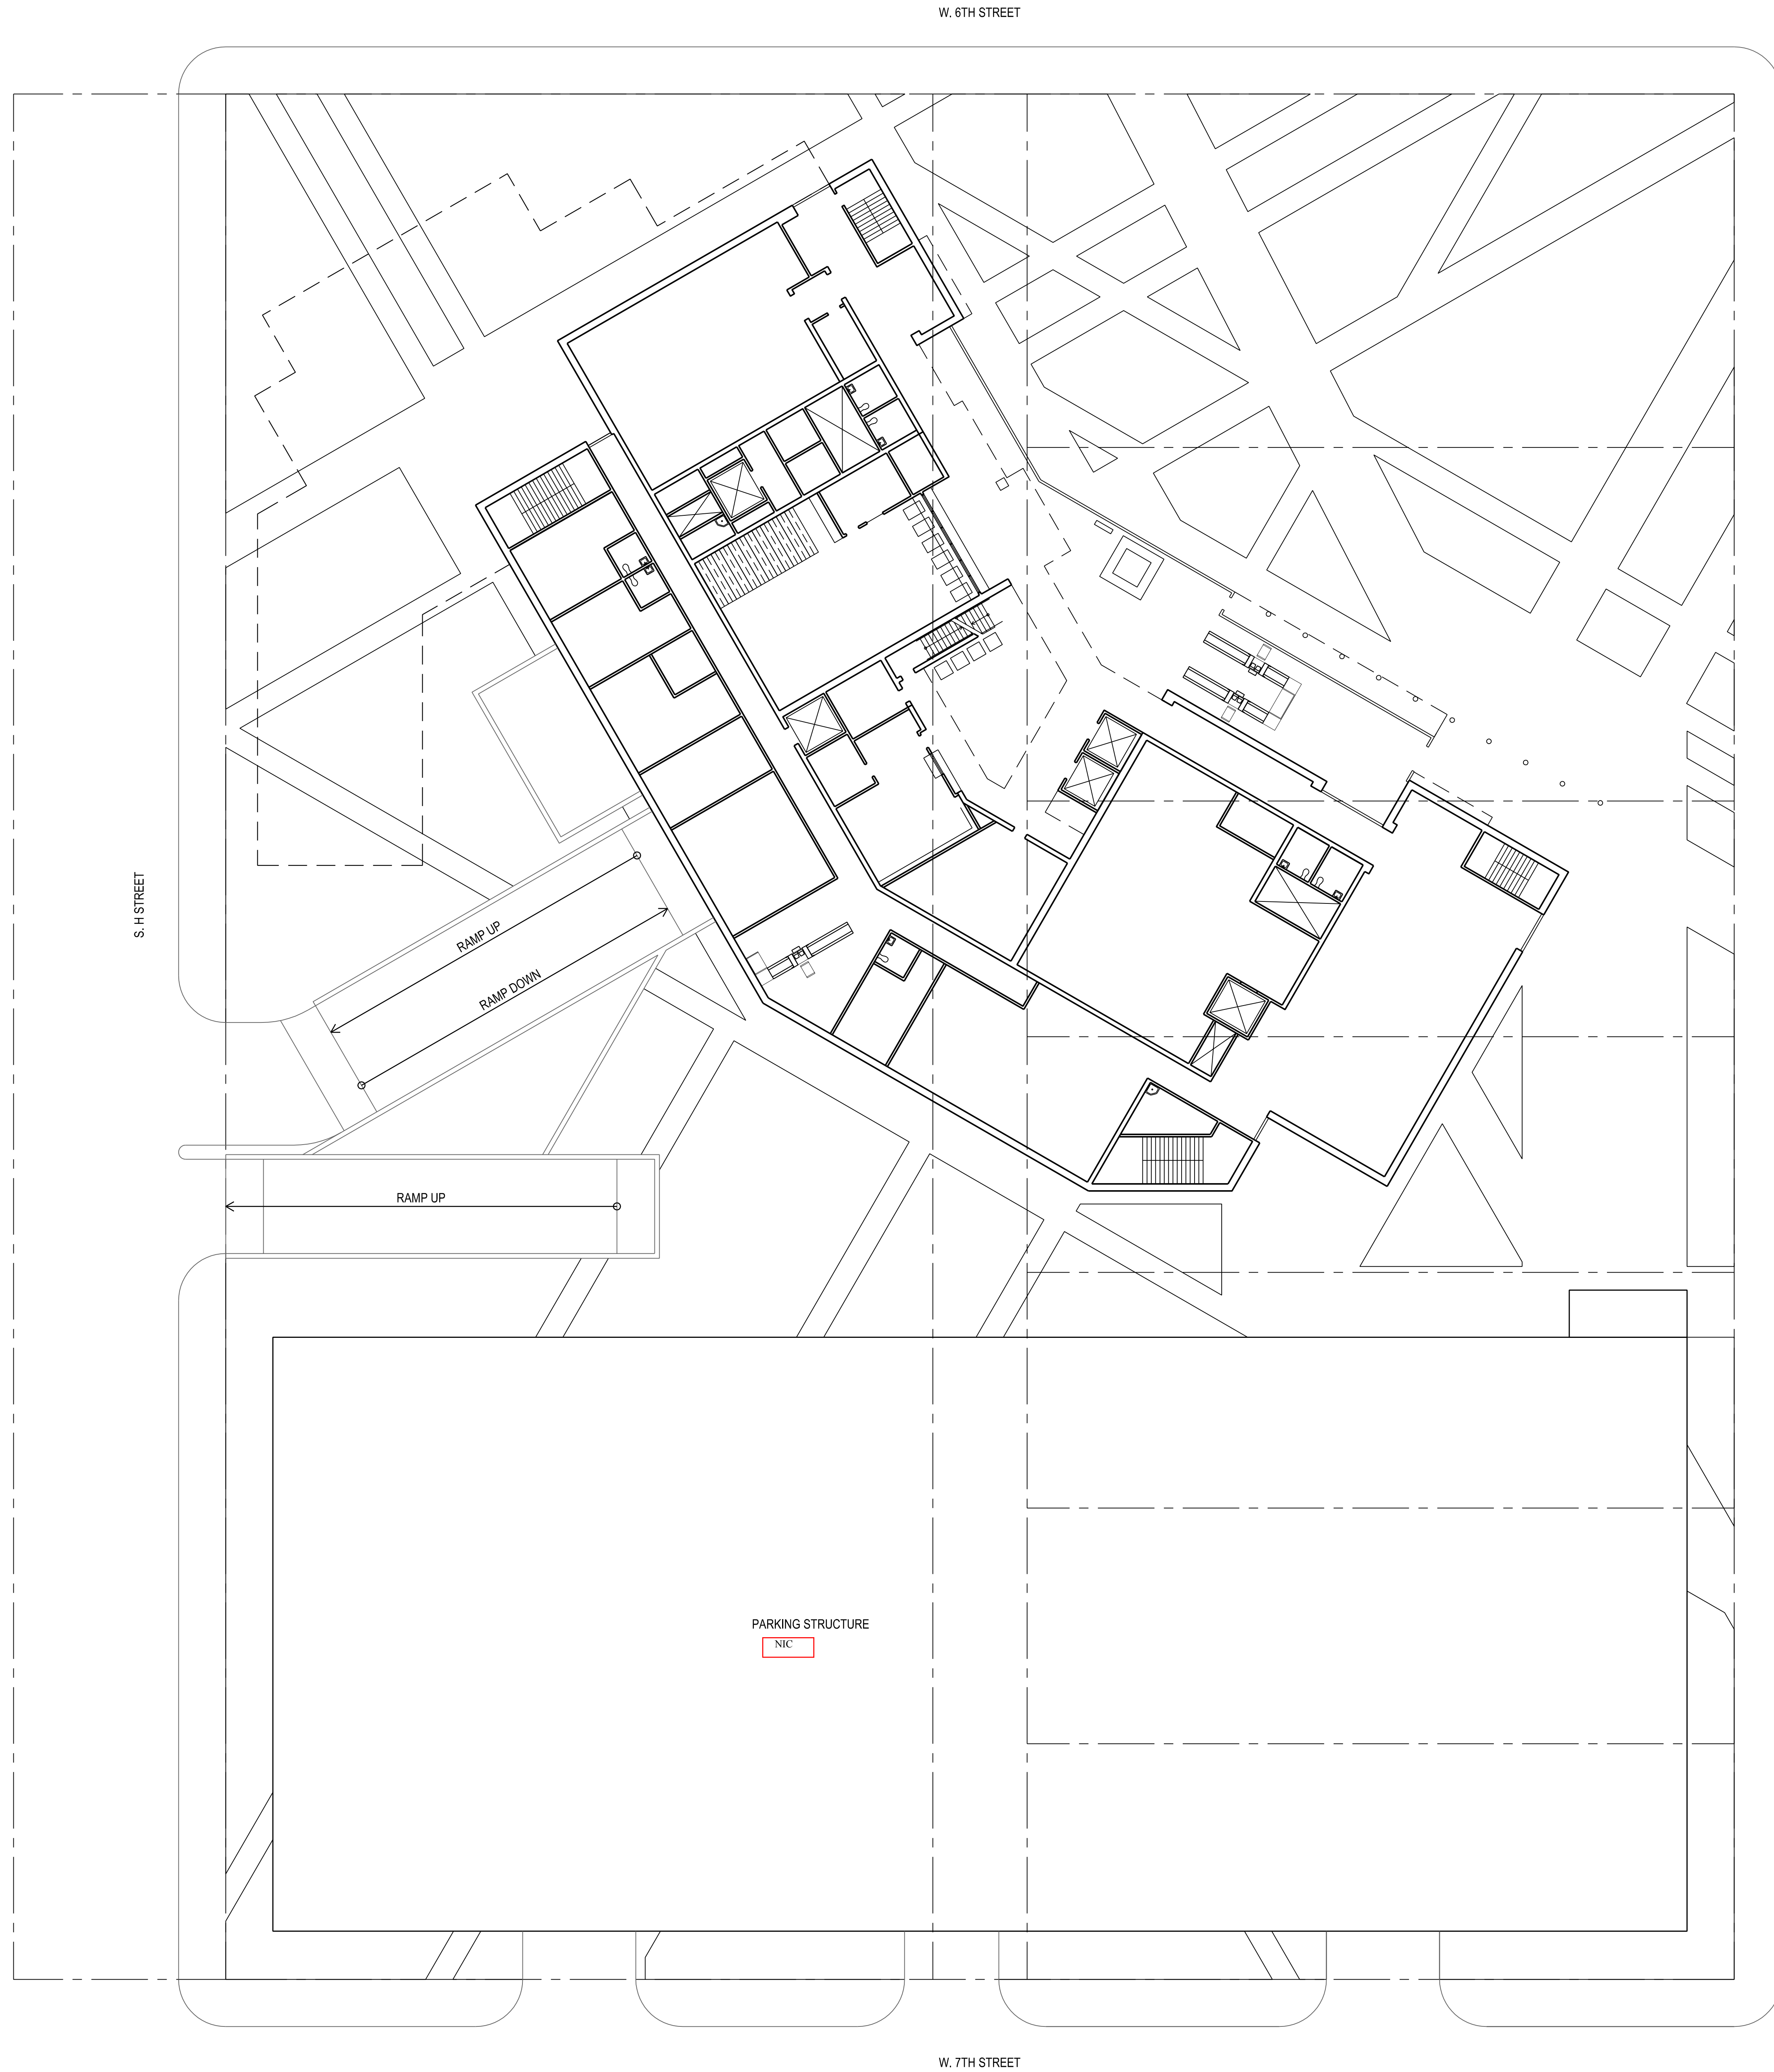 W. 6TH STREET
S. H STREET
RAMP UP
RAMP DOWN
RAMP UP
PARKING STRUCTURE
NIC
W. 7TH STREET